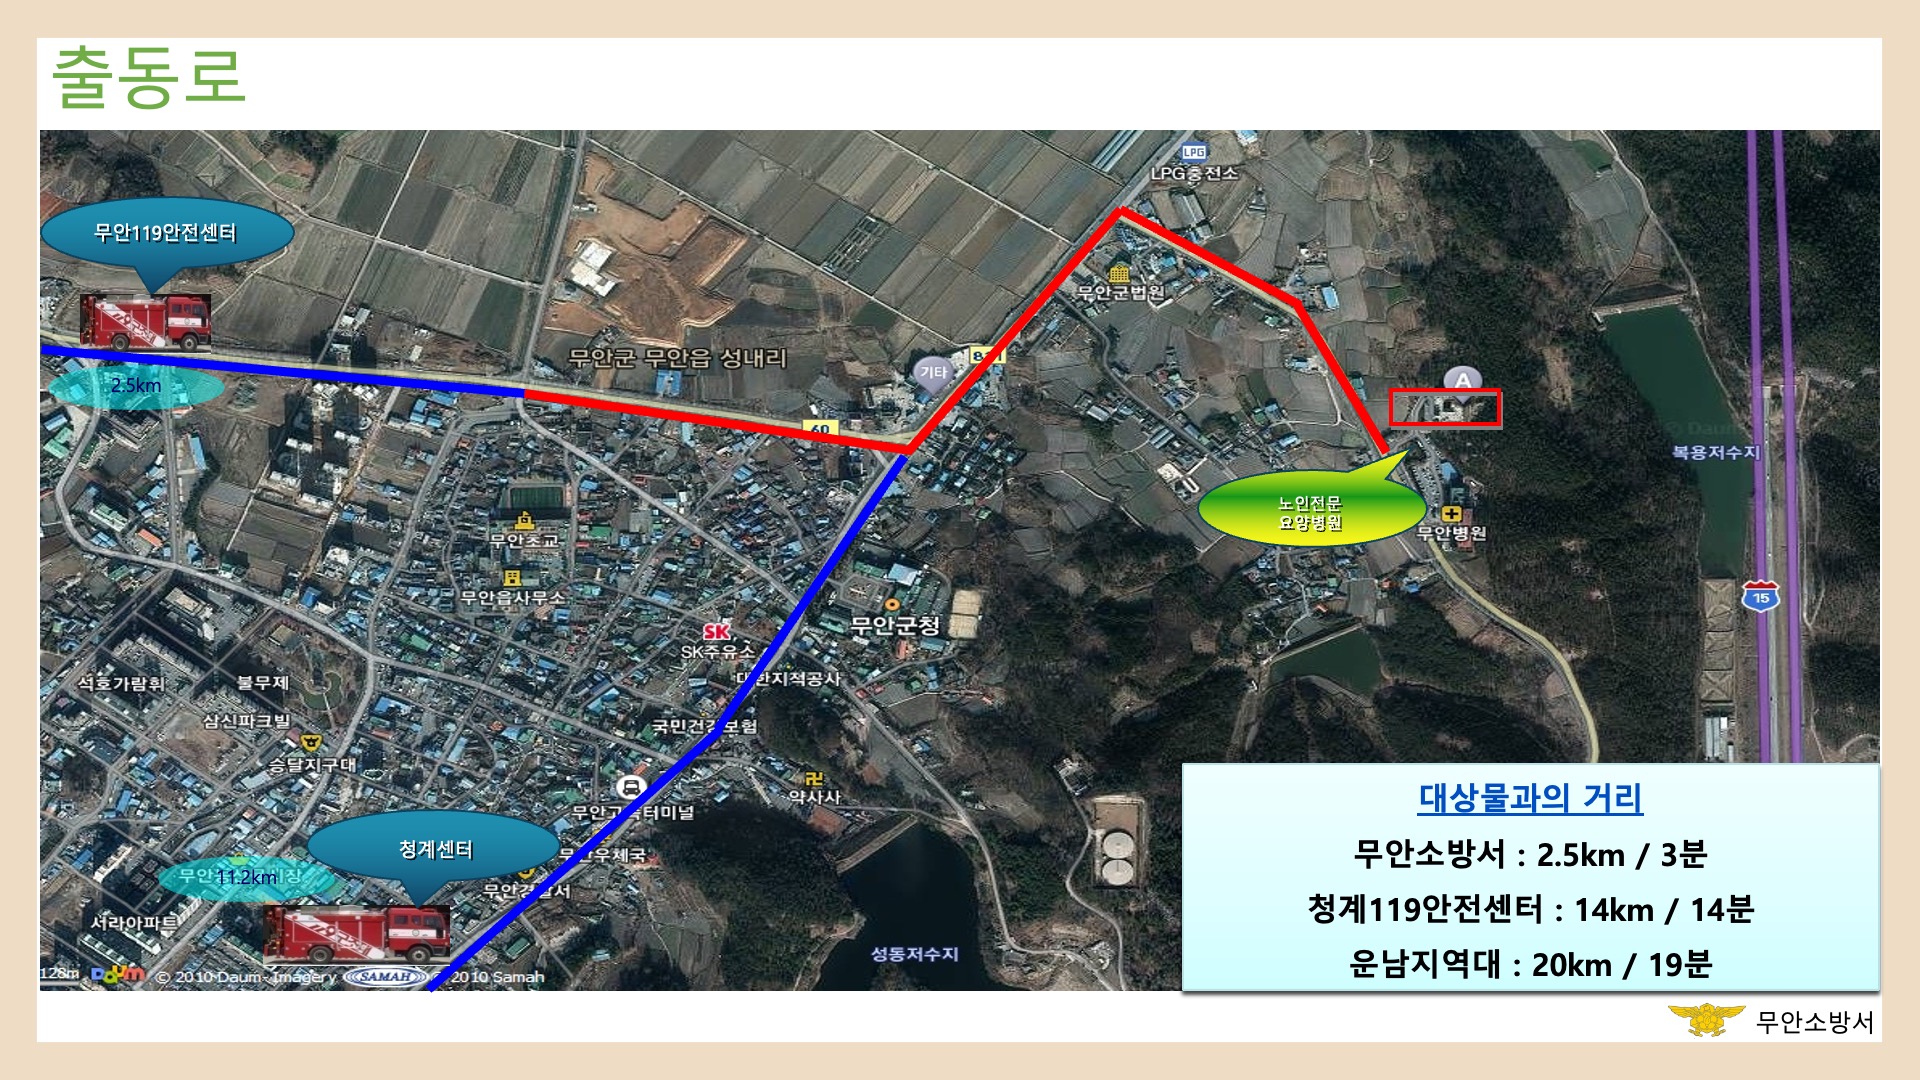 출동로
LPG
LPG충전소
무안119안전센터
무안군법원
2.5km
무안군 무안읍 성내리
기타
A
60
복용저수지
노인전문
요양병원
무안병원
무안초교
무안읍사무소
15
SK
SK주유소
무안군청
대한지적공사
석호가람휘
불무제
삼신파크빌
국민건강보험
승달지구대
약사사
무안고속터미널
청계센터
무안우체국
11.2km
무안경찰서
서라아파트
성동저수지
128m Daum © 2010 Daum Imagery SAMAH © 2010 Samah
대상물과의 거리
무안소방서 : 2.5km / 3분
청계119안전센터 : 14km / 14분
운남지역대 : 20km / 19분
무안소방서